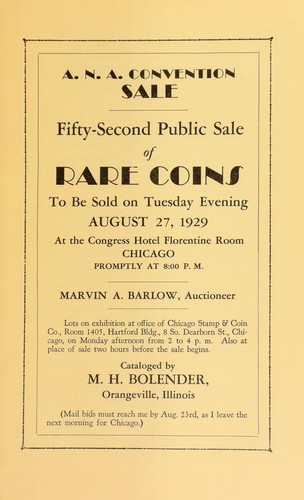 A. N. A. CONVENTION
SALE
Fifty-Second Public Sale
of
RARE COINS
To Be Sold on Tuesday Evening
AUGUST 27, 1929
At the Congress Hotel Florentine Room
CHICAGO
PROMPTLY AT 8:00 P. M.
MARVIN A. BARLOW, Auctioneer
Lots on exhibition at office of Chicago Stamp & Coin
Co., Room 1405, Hartford Bldg., 8 So. Dearborn St., Chi-
cago, on Monday afternoon from 2 to 4 p. m. Also at
place of sale two hours before the sale begins.
Cataloged by
M. H. BOLENDER,
Orangeville, Illinois
(Mail bids must reach me by Aug. 23rd, as I leave the
next morning for Chicago.)